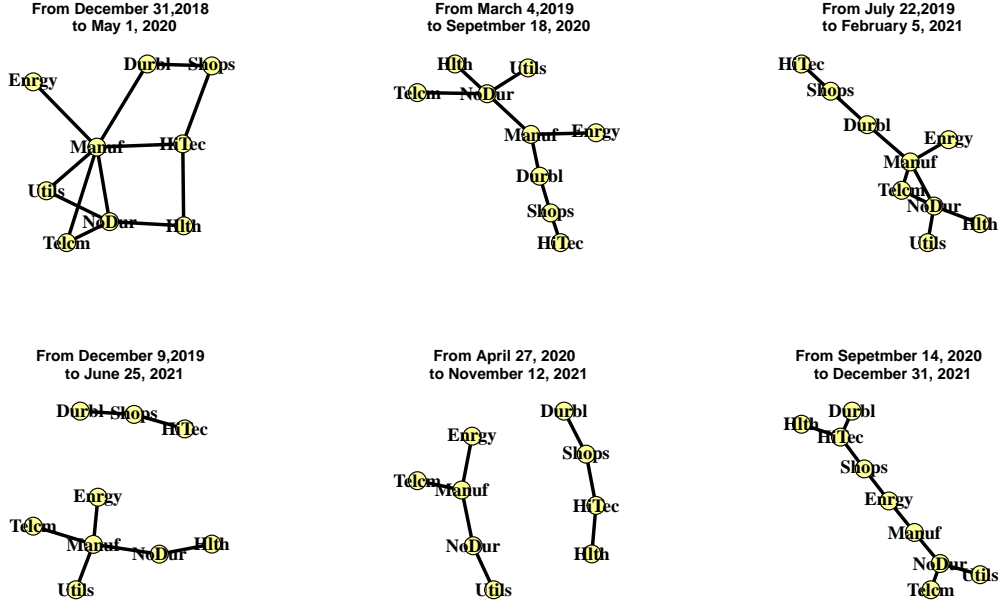 From December 31,2018
to May 1, 2020
Durbl
Shops
Enrgy
Manuf
HiTec
Utils
NoDur
Hlth
Telcm
From March 4,2019
to Sepetmber 18, 2020
Hlth
Utils
Telcm
NoDur
Manuf
Enrgy
Durbl
Shops
HiTec
From July 22,2019
to February 5, 2021
HiTec
Shops
Durbl
Enrgy
Manuf
Telcm
NoDur
Hlth
Utils
From December 9,2019
to June 25, 2021
Durbl
Shops
HiTec
Enrgy
Telcm
Manuf
NoDur
Hlth
Utils
From April 27, 2020
to November 12, 2021
Durbl
Enrgy
Shops
Telcm
Manuf
HiTec
NoDur
Hlth
Utils
From Sepetmber 14, 2020
to December 31, 2021
Durbl
Hlth
HiTec
Shops
Enrgy
Manuf
NoDur
Utils
Telcm